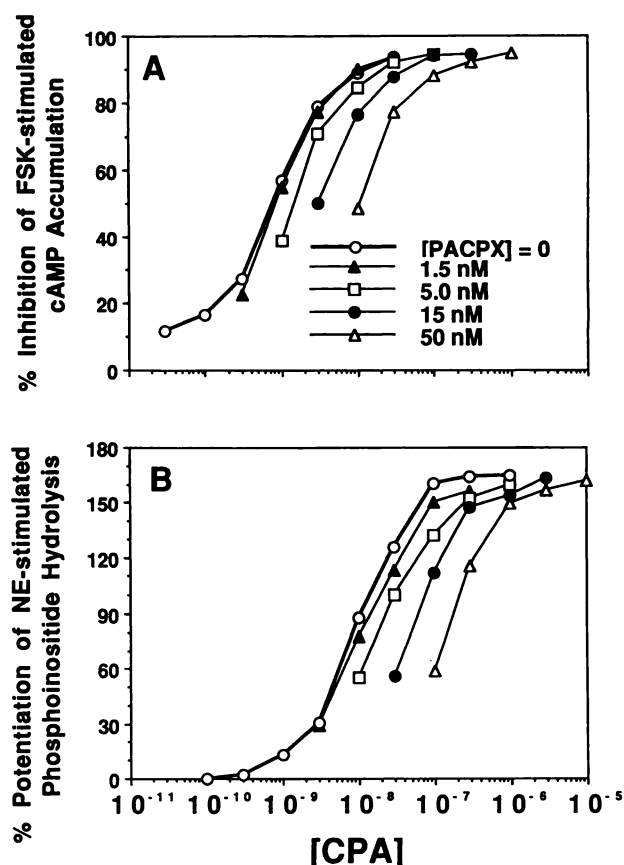 A
% Inhibition of FSK-stimulated
cAMP Accumulation
100
80
60
40
20
0
[PACPX] = 0
1.5 nM
5.0 nM
15 nM
50 nM
B
% Potentiation of NE-stimulated
Phosphoinositide Hydrolysis
180
150
120
90
60
30
0
10⁻¹¹ 10⁻¹⁰ 10⁻⁹ 10⁻⁸ 10⁻⁷ 10⁻⁶ 10⁻⁵
[CPA]